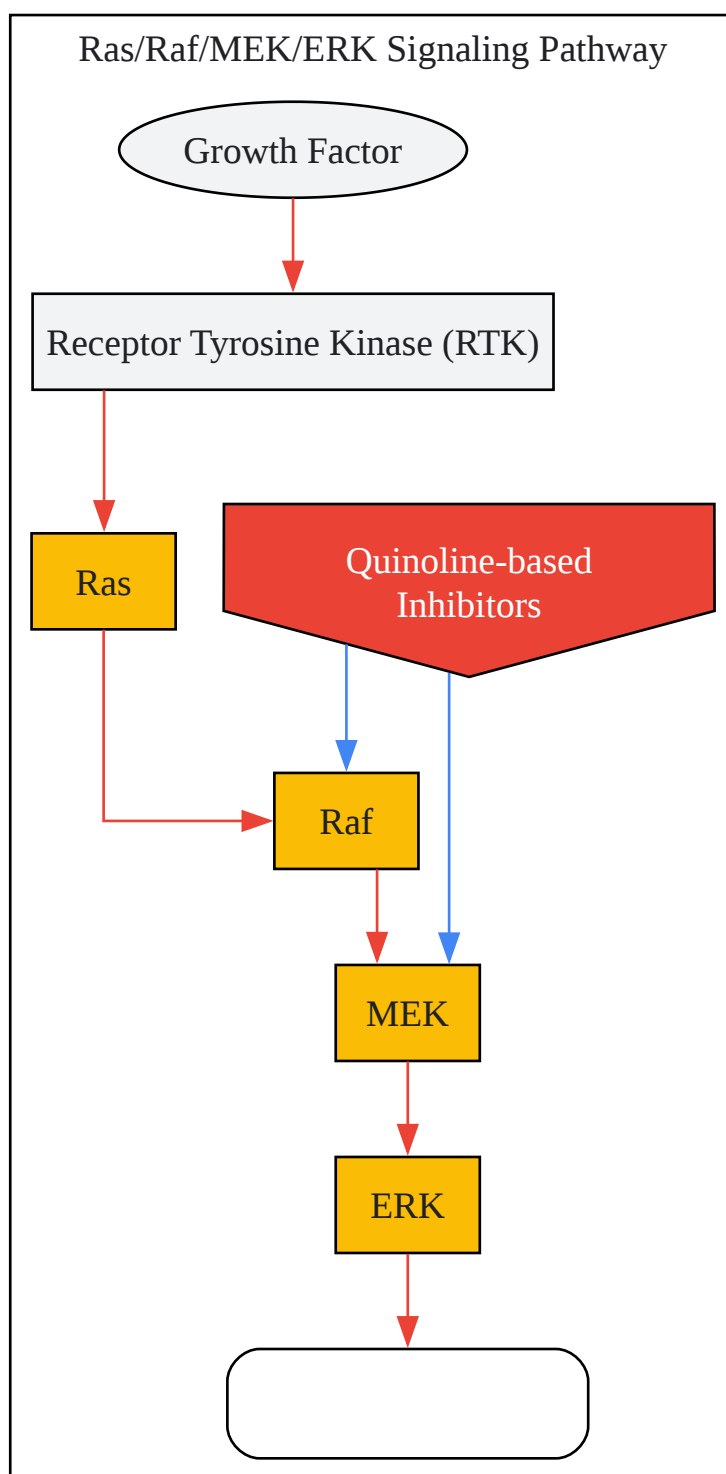 Ras/Raf/MEK/ERK Signaling Pathway
Growth Factor
Receptor Tyrosine Kinase (RTK)
Ras
Quinoline-based
Inhibitors
Raf
MEK
ERK